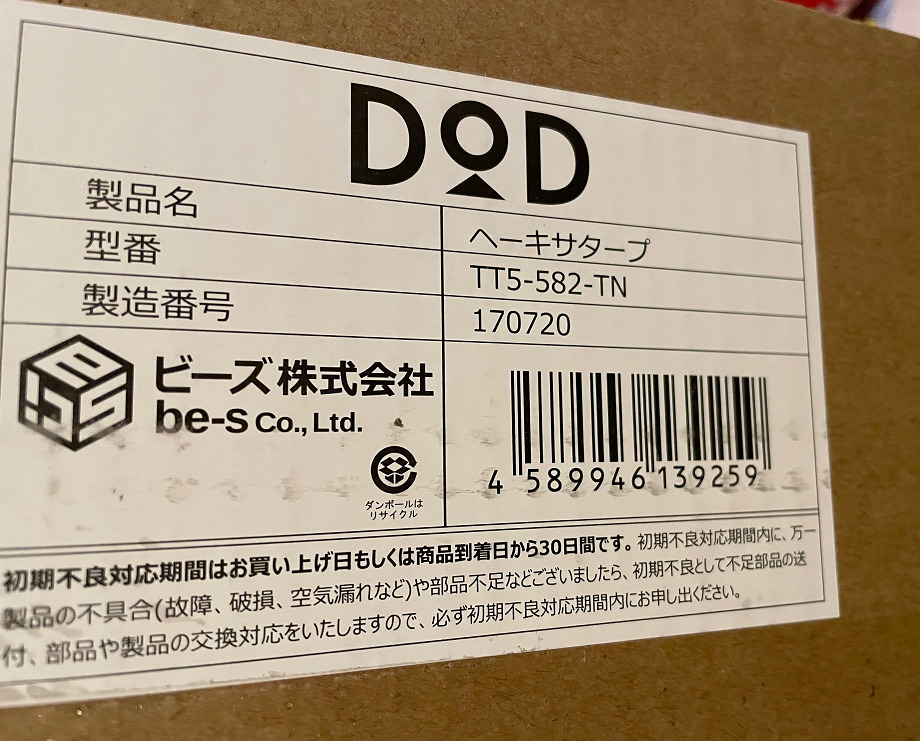 DOD
製品名 ヘーキサタープ
型番 TT5-582-TN
製造番号 170720
ビーズ株式会社
be-s Co., Ltd.
ダンボールは
リサイクル
4 589946 139259
初期不良対応期間はお買い上げ日もしくは商品到着日から30日間です。初期不良対応期間内に、万一
製品の不具合(故障、破損、空気漏れなど)や部品不足などございましたら、初期不良として不足部品の送
付、部品や製品の交換対応をいたしますので、必ず初期不良対応期間内にお申し出ください。